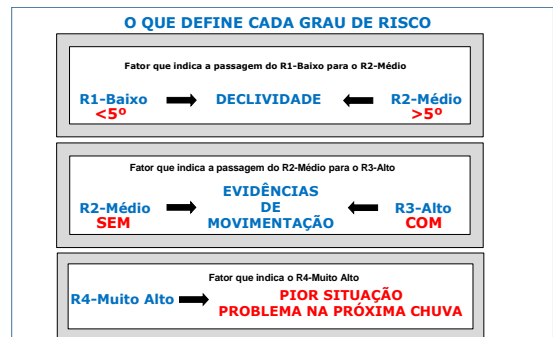 O QUE DEFINE CADA GRAU DE RISCO
Fator que indica a passagem do R1-Baixo para o R2-Médio
R1-Baixo DECLIVIDADE R2-Médio
<5º >5º
Fator que indica a passagem do R2-Médio para o R3-Alto
EVIDÊNCIAS
R2-Médio DE R3-Alto
SEM MOVIMENTAÇÃO COM
Fator que indica o R4-Muito Alto
R4-Muito Alto PIOR SITUAÇÃO
PROBLEMA NA PRÓXIMA CHUVA